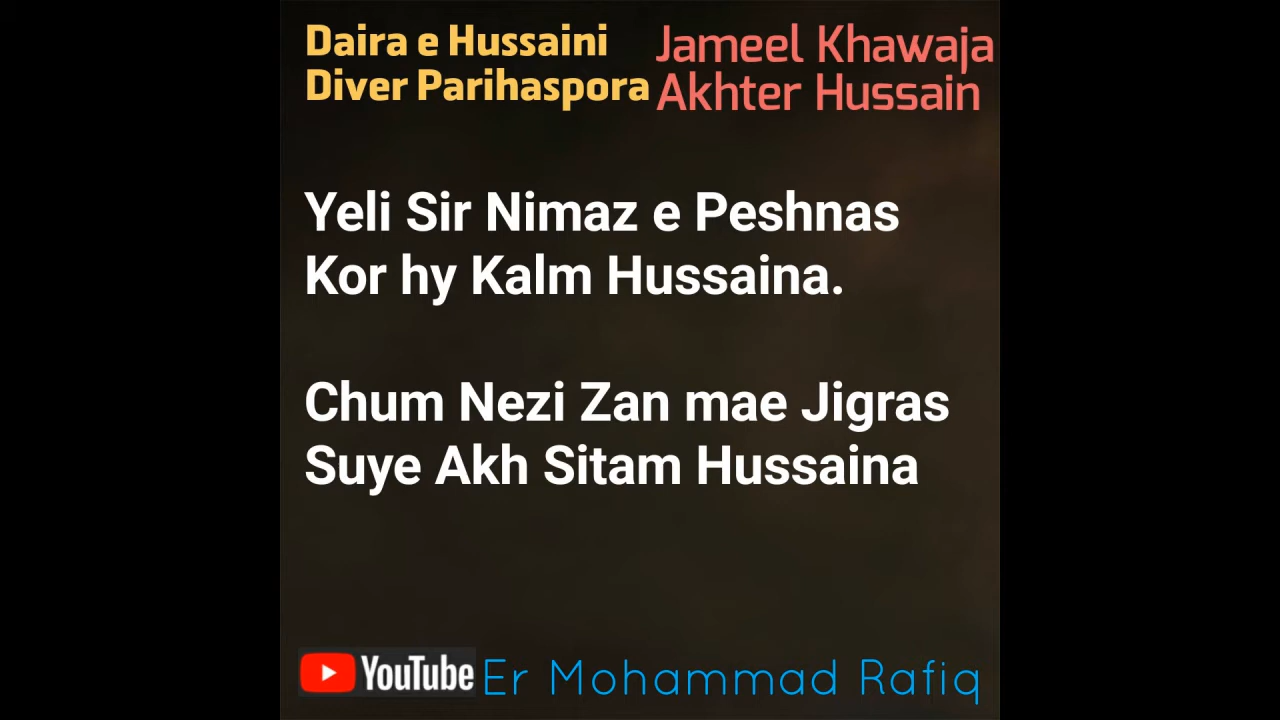 Daira e Hussaini
Diver Parihaspora
Jameel Khawaja
Akhter Hussain
Yeli Sir Nimaz e Peshnas
Kor hy Kalm Hussaina.
Chum Nezi Zan mae Jigras
Suye Akh Sitam Hussaina
YouTube Er Mohammad Rafiq